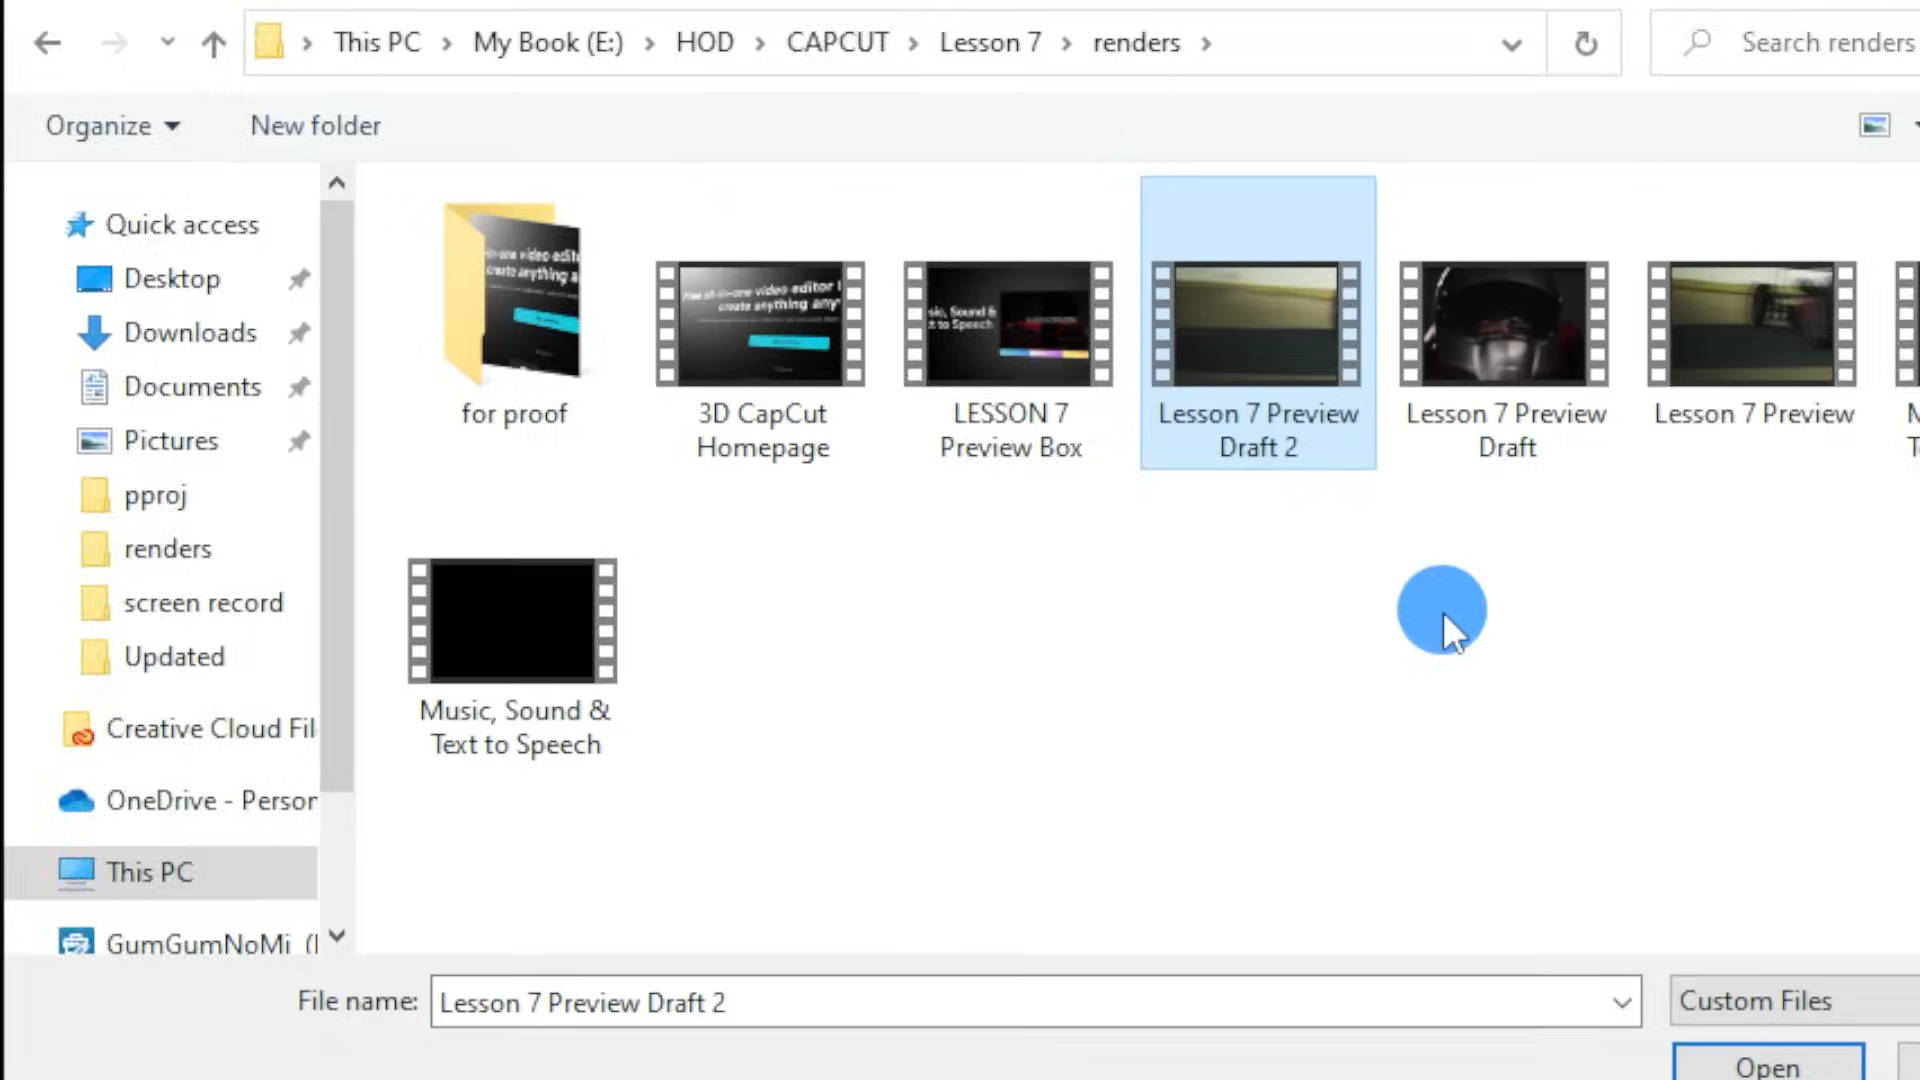 This PC > My Book (E:) > HOD > CAPCUT > Lesson 7 > renders >
Search renders
Organize
New folder
Quick access
Desktop
Downloads
Documents
Pictures
pproj
renders
screen record
Updated
Creative Cloud Fil
OneDrive - Person
This PC
GumGumNoMi (
for proof
3D CapCut
Homepage
LESSON 7
Preview Box
Lesson 7 Preview
Draft 2
Lesson 7 Preview
Draft
Lesson 7 Preview
Music, Sound &
Text to Speech
File name:
Lesson 7 Preview Draft 2
Custom Files
Open